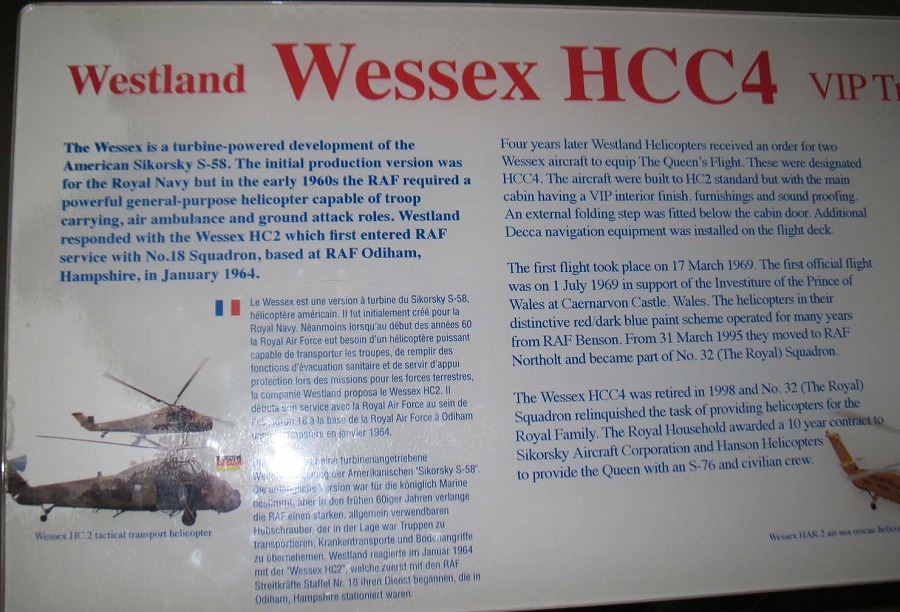 Westland Wessex HCC4 VIP
The Wessex is a turbine-powered development of the
American Sikorsky S-58. The initial production version was
for the Royal Navy but in the early 1960s the RAF required a
powerful general-purpose helicopter capable of troop
carrying, air ambulance and ground attack roles. Westland
responded with the Wessex HC2 which first entered RAF
service with No.18 Squadron, based at RAF Odiham,
Hampshire, in January 1964.
Le Wessex est une version à turbine du Sikorsky S-58,
hélicoptère américain. Il fut initialement créé pour la
Royal Navy. Néanmoins lorsqu'au début des années 60
la Royal Air Force eut besoin d'un hélicoptère puissant
capable de transporter les troupes, de remplir des
fonctions d'évacuation sanitaire et de servir d'appui
protection lors des missions pour les forces terrestres,
la companie Westland proposa le Wessex HC2. Il
débuta son service avec la Royal Air Force au sein de
18 à la base de la Royal Air Force à Odiham
en janvier 1964.
eine turbinenangetriebene
der Amerikanischen "Sikorsky S-58".
Die Version war für die königlich Marine
bestimmt, aber in den frühen 60iger Jahren verlange
die RAF einen starken, allgemein verwendbaren
Hubschrauber, der in der Lage war Truppen zu
transportieren, Krankentransporte und Bodenangriffe
zu übernehemen. Westland reagierte im Januar 1964
mit der "Wessex HC2", welche zuerst mit den RAF
Streitkräfte Staffel Nr. 18 ihren Dienst begannen, die in
Odiham, Hampshire stationiert waren.
Wessex HC.2 tactical transport helicopter
Four years later Westland Helicopters received an order for two
Wessex aircraft to equip The Queen's Flight. These were designated
HCC4. The aircraft were built to HC2 standard but with the main
cabin having a VIP interior finish, furnishings and sound proofing.
An external folding step was fitted below the cabin door. Additional
Decca navigation equipment was installed on the flight deck.
The first flight took place on 17 March 1969. The first official flight
was on 1 July 1969 in support of the Investiture of the Prince of
Wales at Caernarvon Castle, Wales. The helicopters in their
distinctive red/dark blue paint scheme operated for many years
from RAF Benson. From 31 March 1995 they moved to RAF
Northolt and became part of No. 32 (The Royal) Squadron.
The Wessex HCC4 was retired in 1998 and No. 32 (The Royal)
Squadron relinquished the task of providing helicopters for the
Royal Family. The Royal Household awarded a 10 year contract to
Sikorsky Aircraft Corporation and Hanson Helicopters
to provide the Queen with an S-76 and civilian crew.
Wessex HAR 2 air-sea rescue